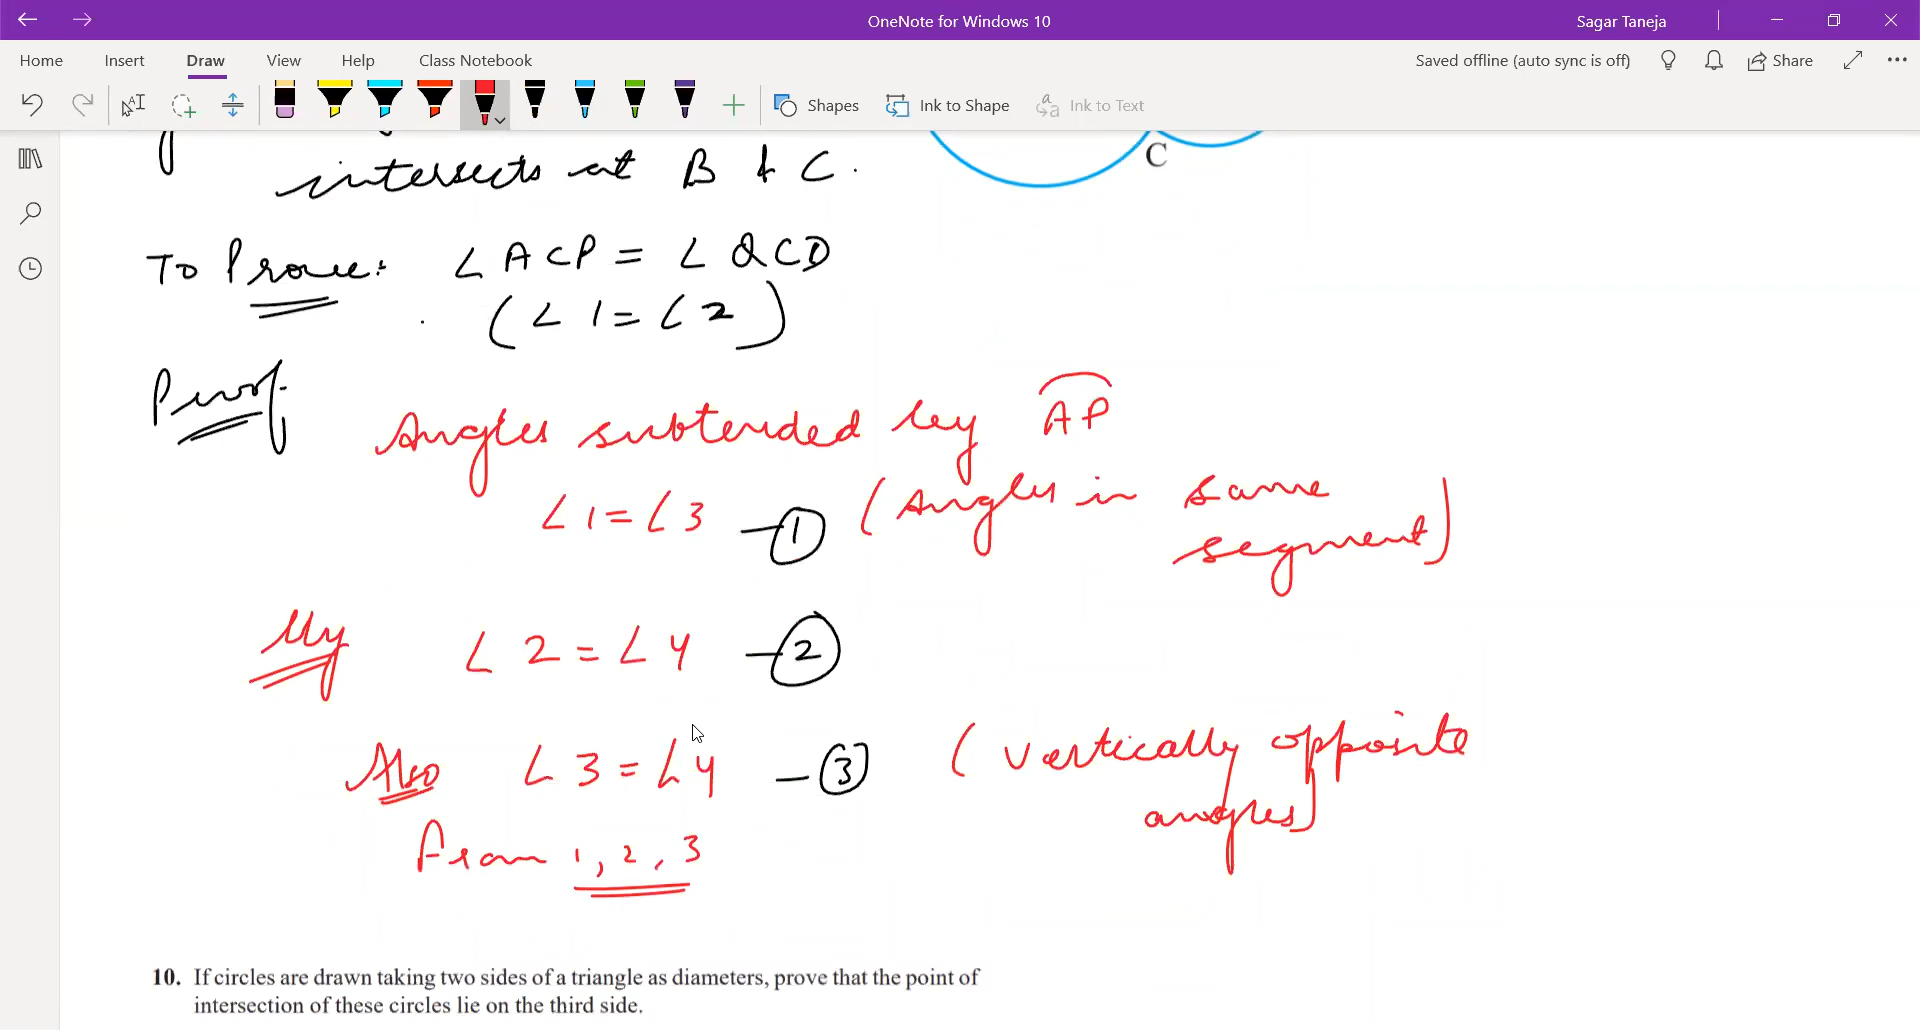 OneNote for Windows 10
Sagar Taneja
Home Insert Draw View Help Class Notebook
Saved offline (auto sync is off)
Share
Shapes
Ink to Shape
Ink to Text
C
intersects at B & C.
To Prove: ∠ACP = ∠QCD
(∠1 = ∠2)
Proof
Angles subtended by AP
∠1 = ∠3 - ① (Angles in same
segment)
lly ∠2 = ∠4 - ②
Also ∠3 = ∠4 - ③ (vertically opposite
angles)
From 1, 2, 3
10. If circles are drawn taking two sides of a triangle as diameters, prove that the point of
intersection of these circles lie on the third side.